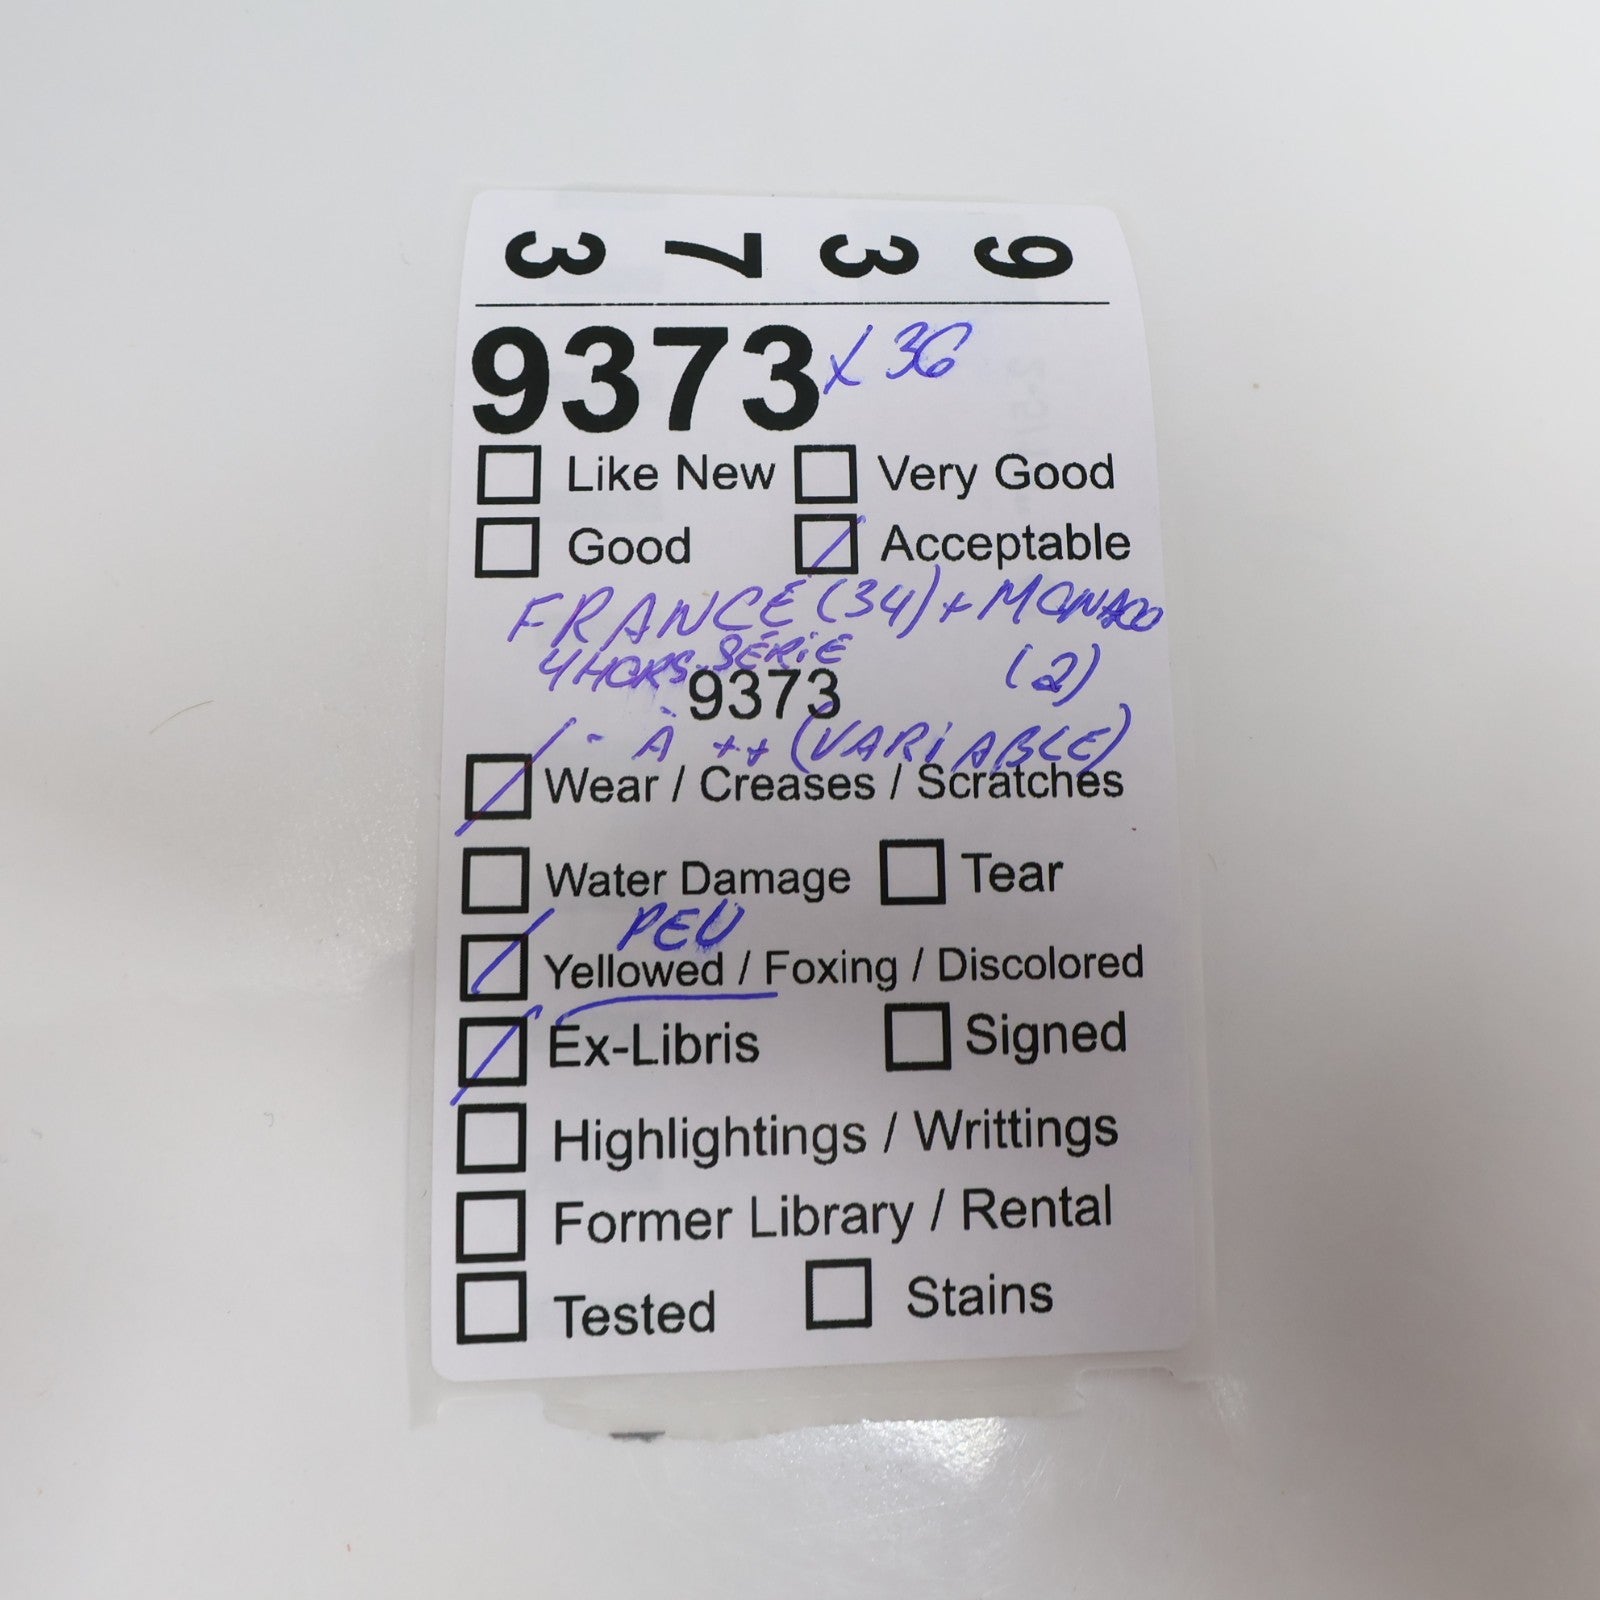 9 3 7 3
9373 x 36
Like New Very Good
Good Acceptable
FRANCE (34) + MONACO
4 HORS-SÉRIE (2)
9373
- À ++ (VARiABLE)
Wear / Creases / Scratches
Water Damage Tear
PEU
Yellowed / Foxing / Discolored
Ex-Libris Signed
Highlightings / Writtings
Former Library / Rental
Tested Stains